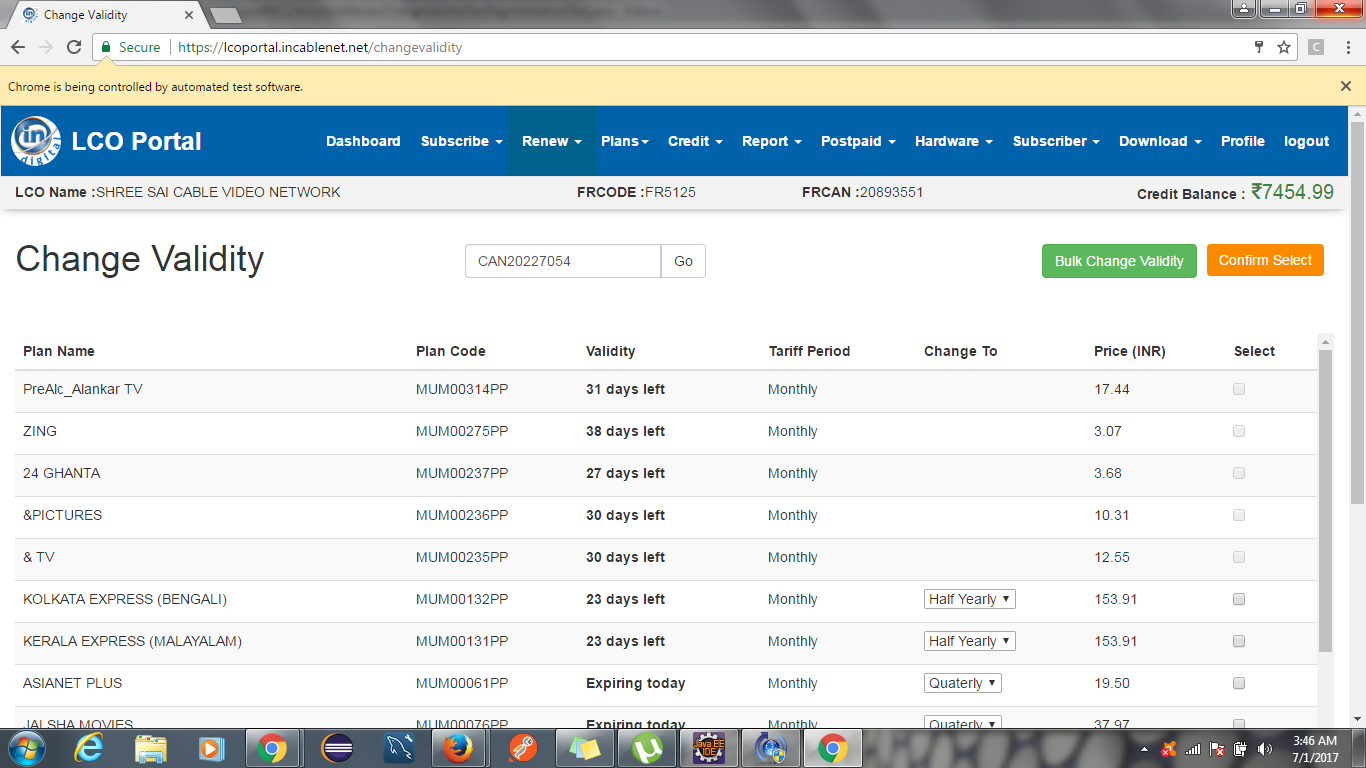 Change Validity
Secure https://lcoportal.incablenet.net/changevalidity
C
Chrome is being controlled by automated test software.
in digital LCO Portal Dashboard Subscribe Renew Plans Credit Report Postpaid Hardware Subscriber Download Profile logout
LCO Name :SHREE SAI CABLE VIDEO NETWORK FRCODE :FR5125 FRCAN :20893551 Credit Balance : ₹7454.99
Change Validity CAN20227054 Go Bulk Change Validity Confirm Select
Plan Name Plan Code Validity Tariff Period Change To Price (INR) Select
PreAlc_Alankar TV MUM00314PP 31 days left Monthly 17.44
ZING MUM00275PP 38 days left Monthly 3.07
24 GHANTA MUM00237PP 27 days left Monthly 3.68
&PICTURES MUM00236PP 30 days left Monthly 10.31
& TV MUM00235PP 30 days left Monthly 12.55
KOLKATA EXPRESS (BENGALI) MUM00132PP 23 days left Monthly Half Yearly 153.91
KERALA EXPRESS (MALAYALAM) MUM00131PP 23 days left Monthly Half Yearly 153.91
ASIANET PLUS MUM00061PP Expiring today Monthly Quaterly 19.50
JALSHA MOVIES MUM00076PP Expiring today Monthly Quaterly 37.97
Java EE IDE
3:46 AM
7/1/2017